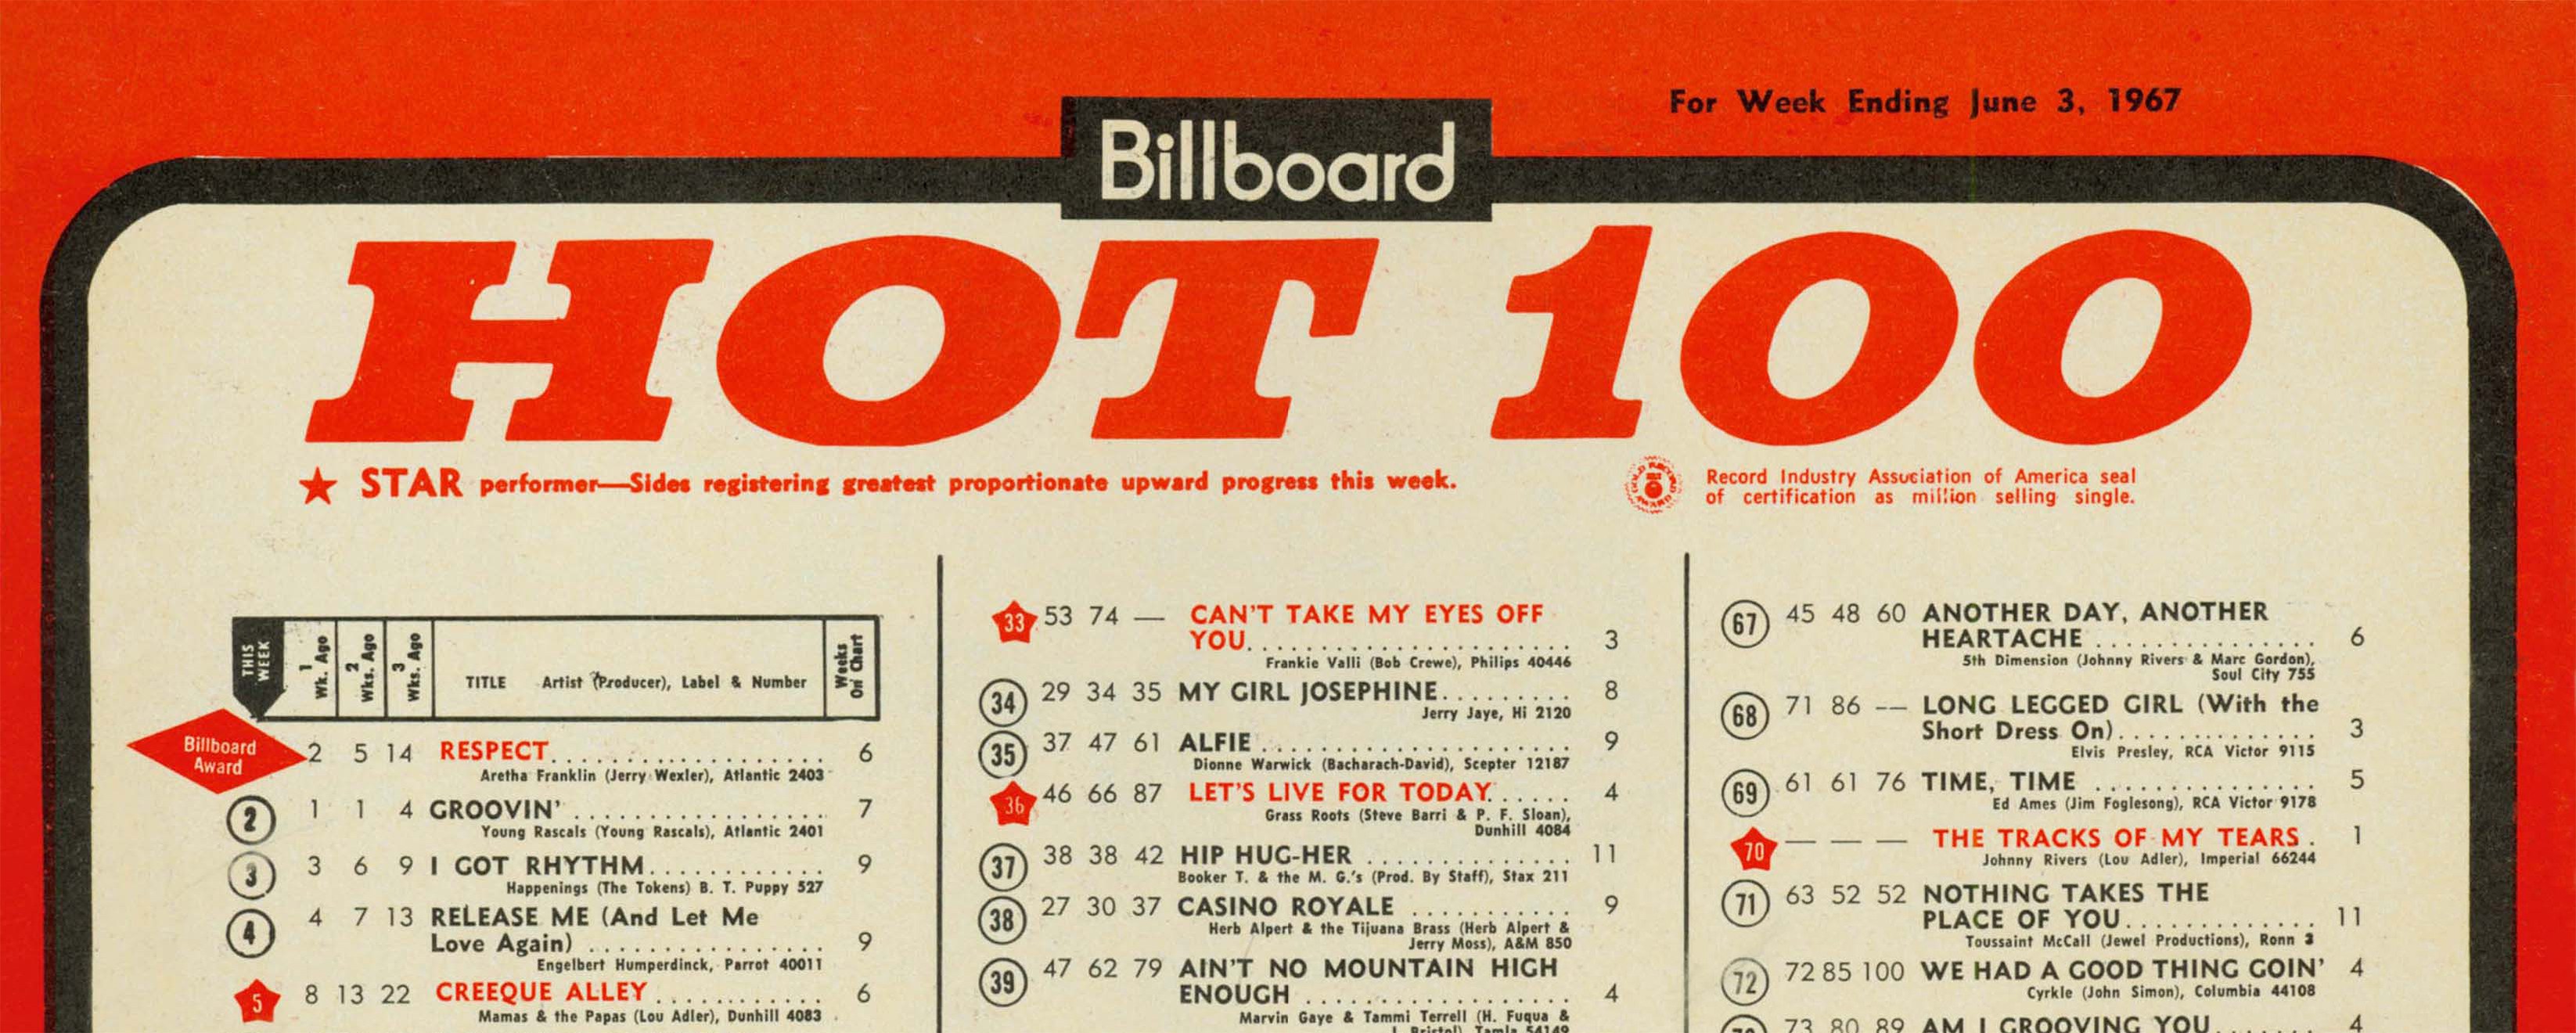 For Week Ending June 3, 1967
Billboard
HOT 100
★ STAR performer—Sides registering greatest proportionate upward progress this week.
Record Industry Association of America seal
of certification as million selling single.
THIS WEEK
1 Wk. Ago
2 Wks. Ago
3 Wks. Ago
TITLE Artist (Producer), Label & Number
Weeks On Chart
Billboard
Award
2 5 14 RESPECT 6
Aretha Franklin (Jerry Wexler), Atlantic 2403
2 1 1 4 GROOVIN' 7
Young Rascals (Young Rascals), Atlantic 2401
3 3 6 9 I GOT RHYTHM 9
Happenings (The Tokens) B. T. Puppy 527
4 4 7 13 RELEASE ME (And Let Me
Love Again) 9
Engelbert Humperdinck, Parrot 40011
5 8 13 22 CREEQUE ALLEY 6
Mamas & the Papas (Lou Adler), Dunhill 4083
33 53 74 — CAN'T TAKE MY EYES OFF
YOU 3
Frankie Valli (Bob Crewe), Philips 40446
34 29 34 35 MY GIRL JOSEPHINE 8
Jerry Jaye, Hi 2120
35 37 47 61 ALFIE 9
Dionne Warwick (Bacharach-David), Scepter 12187
36 46 66 87 LET'S LIVE FOR TODAY 4
Grass Roots (Steve Barri & P. F. Sloan),
Dunhill 4084
37 38 38 42 HIP HUG-HER 11
Booker T. & the M. G.'s (Prod. By Staff), Stax 211
38 27 30 37 CASINO ROYALE 9
Herb Alpert & the Tijuana Brass (Herb Alpert &
Jerry Moss), A&M 850
39 47 62 79 AIN'T NO MOUNTAIN HIGH
ENOUGH 4
Marvin Gaye & Tammi Terrell (H. Fuqua &
J. Bristol), Tamla 54149
67 45 48 60 ANOTHER DAY, ANOTHER
HEARTACHE 6
5th Dimension (Johnny Rivers & Marc Gordon),
Soul City 755
68 71 86 — LONG LEGGED GIRL (With the
Short Dress On) 3
Elvis Presley, RCA Victor 9115
69 61 61 76 TIME, TIME 5
Ed Ames (Jim Foglesong), RCA Victor 9178
70 — — — THE TRACKS OF MY TEARS 1
Johnny Rivers (Lou Adler), Imperial 66244
71 63 52 52 NOTHING TAKES THE
PLACE OF YOU 11
Toussaint McCall (Jewel Productions), Ronn 3
72 72 85 100 WE HAD A GOOD THING GOIN' 4
Cyrkle (John Simon), Columbia 44108
73 80 89 AM I GROOVING YOU 4